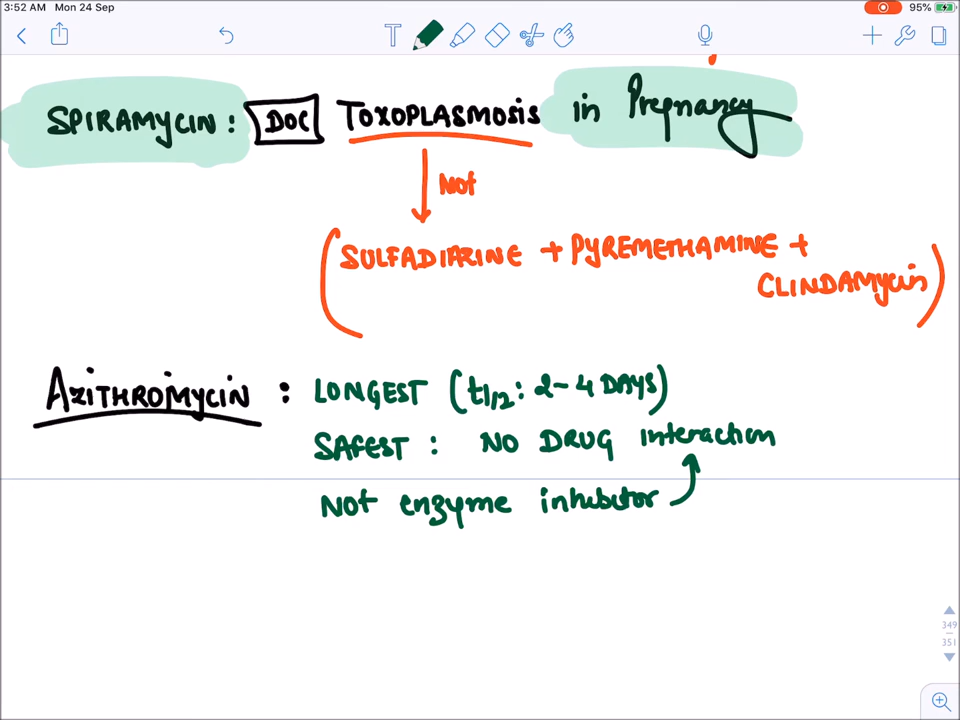 3:52 AM Mon 24 Sep 95%
T
SPIRAMYCIN: DOC TOXOPLASMOSIS in Pregnancy
Not
(SULFADIAZINE + PYREMETHAMINE +
CLINDAMYCIN)
AZITHROMYCIN : LONGEST (t1/2: 2-4 DAYS)
SAFEST : NO DRUG interaction
Not enzyme inhibitor
349
351